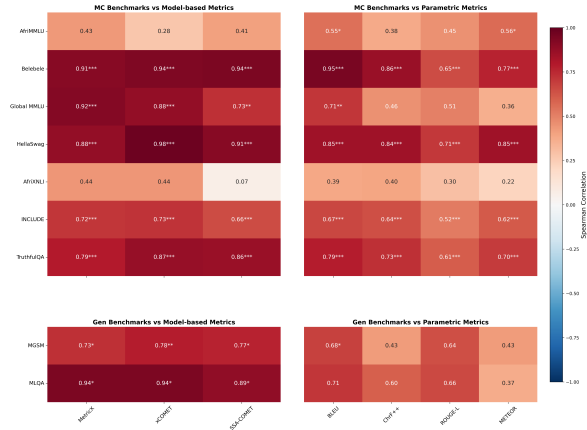 MC Benchmarks vs Model-based Metrics
AfriMMLU 0.43 0.28 0.41
Belebele 0.91*** 0.94*** 0.94***
Global MMLU 0.92*** 0.88*** 0.73**
HellaSwag 0.88*** 0.98*** 0.91***
AfriXNLI 0.44 0.44 0.07
INCLUDE 0.72*** 0.73*** 0.66***
TruthfulQA 0.79*** 0.87*** 0.86***
MC Benchmarks vs Parametric Metrics
0.55* 0.38 0.45 0.56*
0.95*** 0.86*** 0.65*** 0.77***
0.71** 0.46 0.51 0.36
0.85*** 0.84*** 0.71*** 0.85***
0.39 0.40 0.30 0.22
0.67*** 0.64*** 0.52*** 0.62***
0.79*** 0.73*** 0.61*** 0.70***
Gen Benchmarks vs Model-based Metrics
MGSM 0.73* 0.78** 0.77*
MLQA 0.94* 0.94* 0.89*
MetricX xCOMET SSA-COMET
Gen Benchmarks vs Parametric Metrics
0.68* 0.43 0.64 0.43
0.71 0.60 0.66 0.37
BLEU ChrF++ ROUGE-L METEOR
1.00
0.75
0.50
0.25
0.00
−0.25
−0.50
−0.75
−1.00
Spearman Correlation